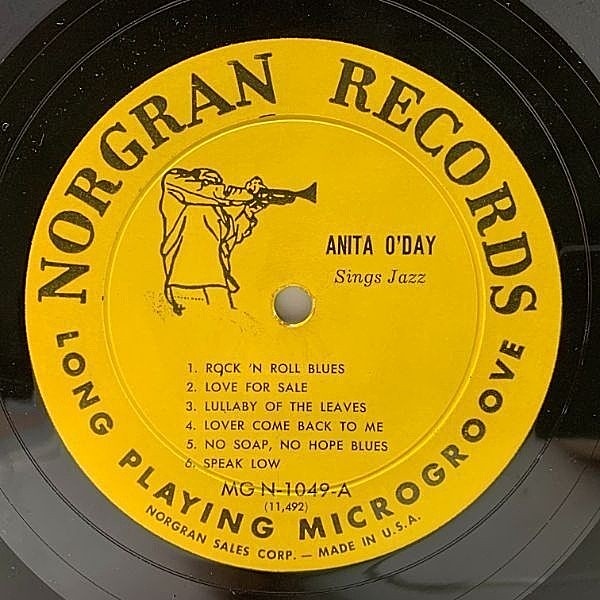 NORGRAN RECORDS
ANITA O'DAY
Sings Jazz
1. ROCK 'N ROLL BLUES
2. LOVE FOR SALE
3. LULLABY OF THE LEAVES
4. LOVER COME BACK TO ME
5. NO SOAP, NO HOPE BLUES
6. SPEAK LOW
MG N-1049-A
(11,492)
LONG PLAYING MICROGROOVE
NORGRAN SALES CORP. — MADE IN U.S.A.